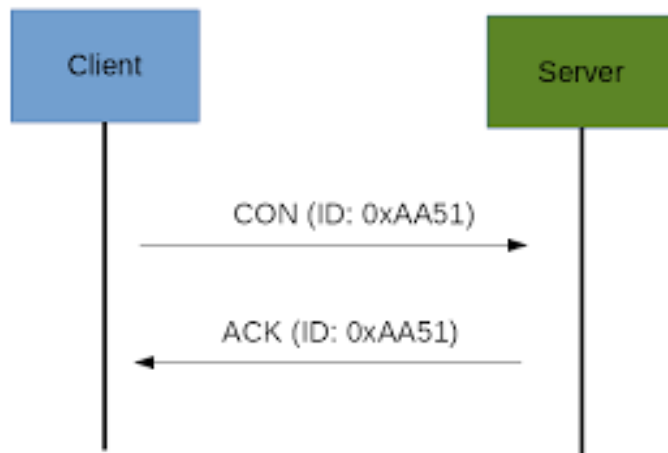 Client
Server
CON (ID: 0xAA51)
ACK (ID: 0xAA51)